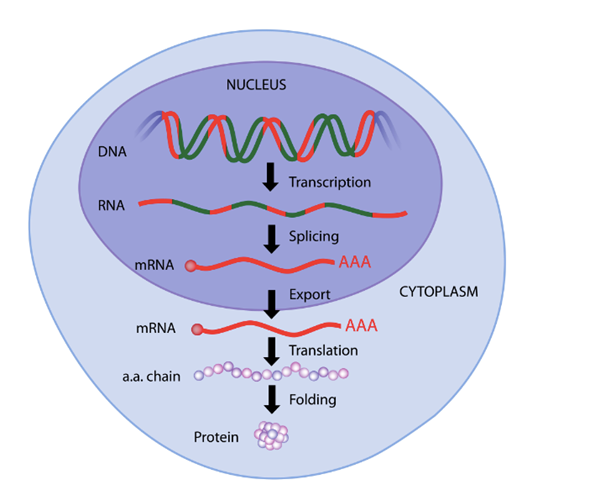 NUCLEUS
DNA
Transcription
RNA
Splicing
mRNA
AAA
Export
CYTOPLASM
mRNA
AAA
Translation
a.a. chain
Folding
Protein